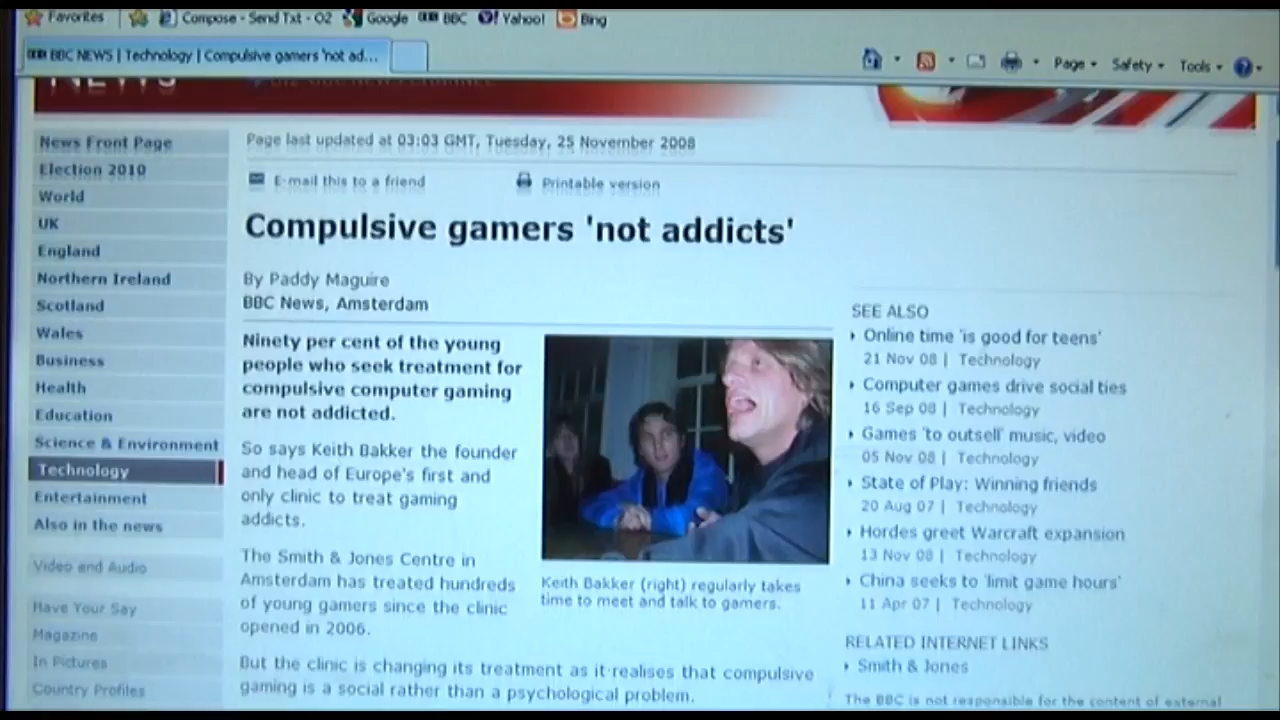 Favorites
Compose - Send Txt - O2
Google
BBC
Yahoo!
Bing
BBC NEWS | Technology | Compulsive gamers 'not ad...
Page
Safety
Tools
NEWS
Page last updated at 03:03 GMT, Tuesday, 25 November 2008
E-mail this to a friend
Printable version
Compulsive gamers 'not addicts'
By Paddy Maguire
BBC News, Amsterdam
Ninety per cent of the young
people who seek treatment for
compulsive computer gaming
are not addicted.
So says Keith Bakker the founder
and head of Europe's first and
only clinic to treat gaming
addicts.
The Smith & Jones Centre in
Amsterdam has treated hundreds
of young gamers since the clinic
opened in 2006.
But the clinic is changing its treatment as it realises that compulsive
gaming is a social rather than a psychological problem.
Keith Bakker (right) regularly takes
time to meet and talk to gamers.
News Front Page
Election 2010
World
UK
England
Northern Ireland
Scotland
Wales
Business
Health
Education
Science & Environment
Technology
Entertainment
Also in the news
Video and Audio
Have Your Say
Magazine
In Pictures
Country Profiles
SEE ALSO
Online time 'is good for teens'
21 Nov 08 | Technology
Computer games drive social ties
16 Sep 08 | Technology
Games 'to outsell' music, video
05 Nov 08 | Technology
State of Play: Winning friends
20 Aug 07 | Technology
Hordes greet Warcraft expansion
13 Nov 08 | Technology
China seeks to 'limit game hours'
11 Apr 07 | Technology
RELATED INTERNET LINKS
Smith & Jones
The BBC is not responsible for the content of external